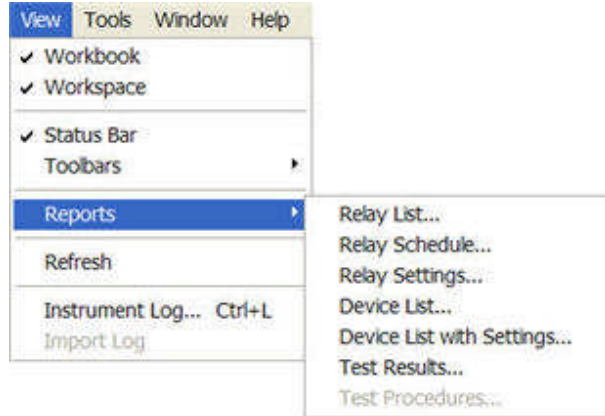 View Tools Window Help
Workbook
Workspace
Status Bar
Toolbars
Reports
Refresh
Instrument Log... Ctrl+L
Import Log
Relay List...
Relay Schedule...
Relay Settings...
Device List...
Device List with Settings...
Test Results...
Test Procedures...